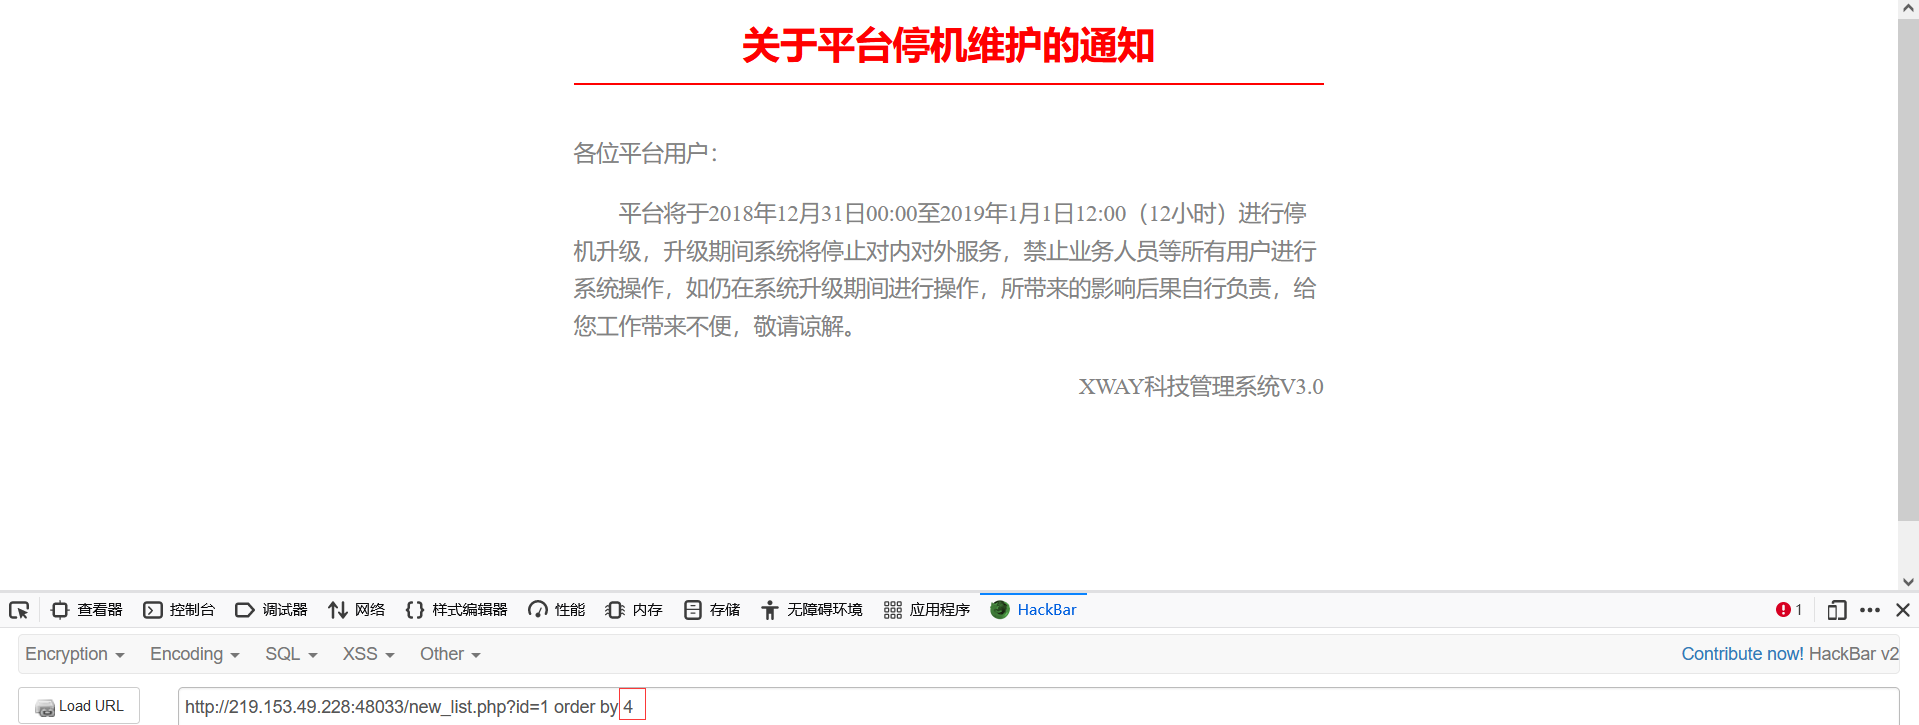 关于平台停机维护的通知
各位平台用户：
平台将于2018年12月31日00:00至2019年1月1日12:00（12小时）进行停
机升级，升级期间系统将停止对内对外服务，禁止业务人员等所有用户进行
系统操作，如仍在系统升级期间进行操作，所带来的影响后果自行负责，给
您工作带来不便，敬请谅解。
XWAY科技管理系统V3.0
查看器 控制台 调试器 网络 样式编辑器 性能 内存 存储 无障碍环境 应用程序 HackBar 1
Encryption Encoding SQL XSS Other Contribute now! HackBar v2
Load URL http://219.153.49.228:48033/new_list.php?id=1 order by 4